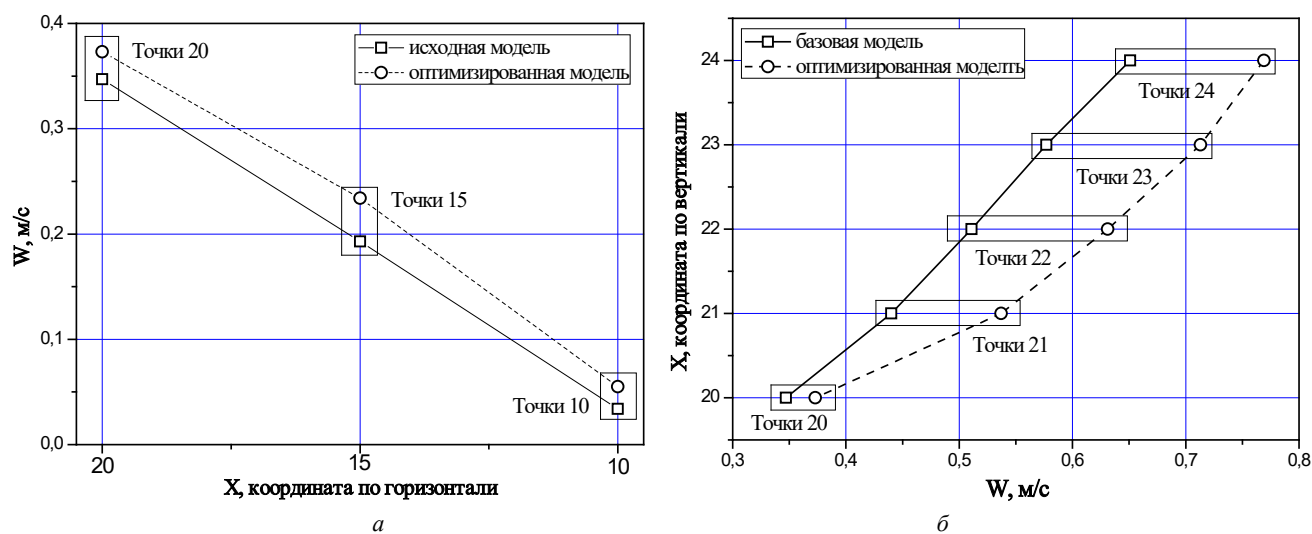 0,4
0,3
0,2
0,1
0,0
W, м/с
Точки 20
исходная модель
оптимизированная модель
Точки 15
Точки 10
20
15
10
X, координата по горизонтали
а
24
23
22
21
20
X, координата по вертикали
базовая модель
оптимизированная моделть
Точки 24
Точки 23
Точки 22
Точки 21
Точки 20
0,3
0,4
0,5
0,6
0,7
0,8
W, м/с
б